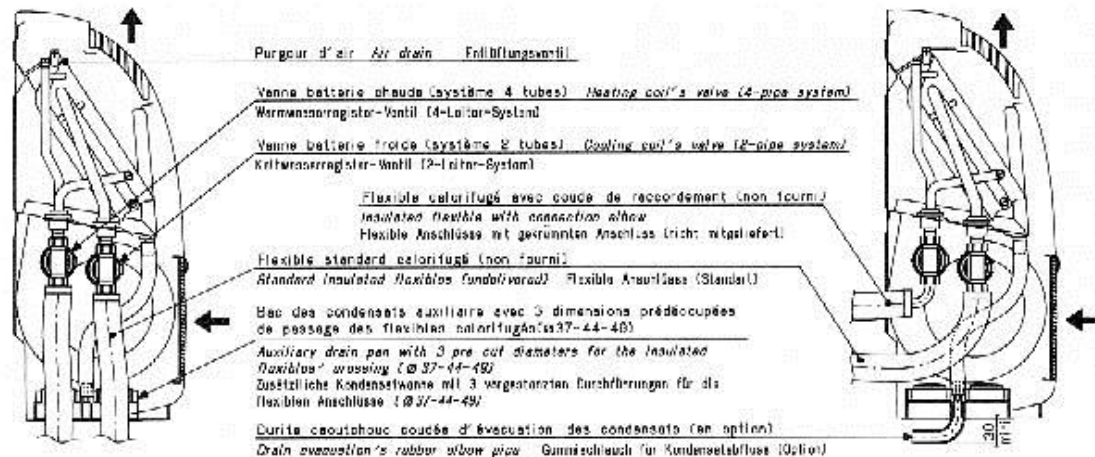 Purgeur d'air Air drain Entlüftungsventil
Vanne batterie chaude (système 4 tubes) Heating coil's valve (4-pipe system)
Warmwasserregister-Ventil (4-Leiter-System)
Vanne batterie froide (système 2 tubes) Cooling coil's valve (2-pipe system)
Kaltwasserregister-Ventil (2-Leiter-System)
Flexible calorifugé avec coude de raccordement (non fourni)
Insulated flexible with connection elbow
Flexible Anschlüsse mit gekrümmten Anschluss (nicht mitgeliefert)
Flexible standard calorifugé (non fourni)
Standard insulated flexibles (undelivered) Flexible Anschlüsse (Standat)
Bac des condensats auxiliaire avec 3 dimensions prédécoupées
de passage des flexibles calorifugés(ø37-44-49)
Auxiliary drain pan with 3 pre cut diameters for the insulated
flexibles' crossing (Ø 37-44-49)
Zusätzliche Kondensatwanne mit 3 vorgestanzten Durchführungen für die
flexiblen Anschlüsse (Ø 37-44-49)
Durite caoutchouc coudée d'évacuation des condensats (en option)
Drain evacuation's rubber elbow pipe Gummischlauch für Kondensatabfluss (Option)
30
mini